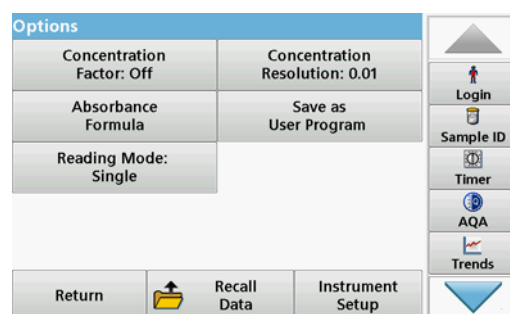 Options
Concentration
Factor: Off
Concentration
Resolution: 0.01
Absorbance
Formula
Save as
User Program
Reading Mode:
Single
Return
Recall
Data
Instrument
Setup
Login
Sample ID
Timer
AQA
Trends